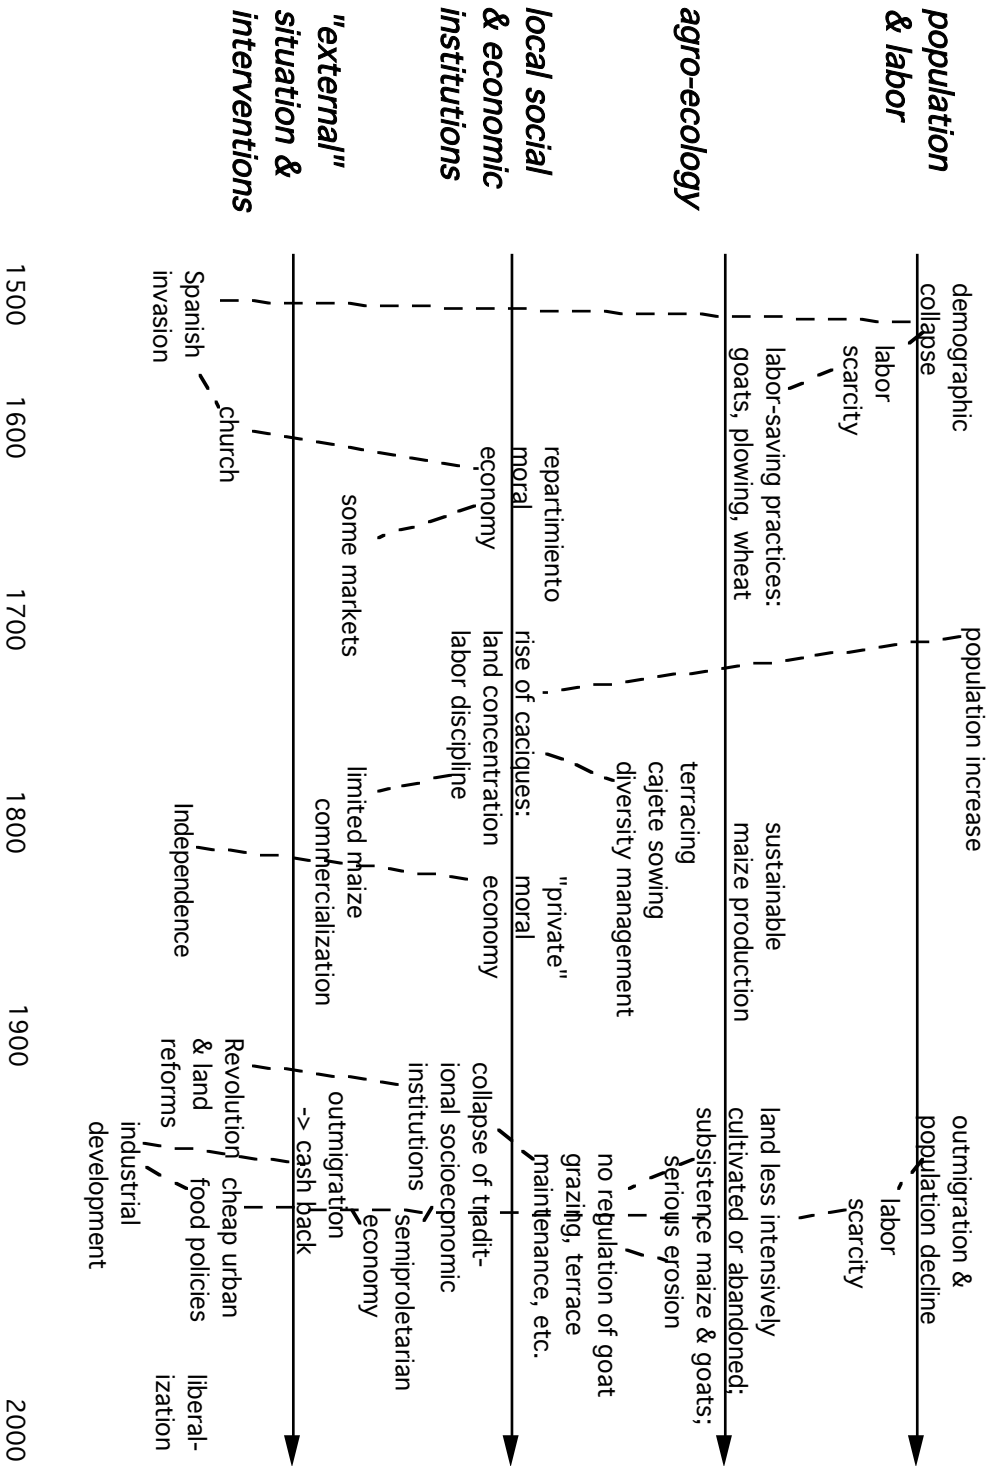 population
& labor
demographic
collapse
labor
scarcity
population increase
outmigration &
population decline
labor
scarcity
agro-ecology
labor-saving practices:
goats, plowing, wheat
sustainable
maize production
terracing
cajete sowing
diversity management
land less intensively
cultivated or abandoned;
subsistence maize & goats;
serious erosion
no regulation of goat
grazing, terrace
maintenance, etc.
local social
& economic
institutions
repartimiento
moral
economy
rise of caciques:
land concentration
labor discipline
"private"
moral
economy
collapse of tradit-
ional socioecpnomic
institutions
semiproletarian
economy
"external"
situation &
interventions
Spanish
invasion
church
some markets
limited maize
commercialization
Independence
outmigration
-> cash back
Revolution
& land
reforms
cheap urban
food policies
industrial
development
liberal-
ization
1500
1600
1700
1800
1900
2000